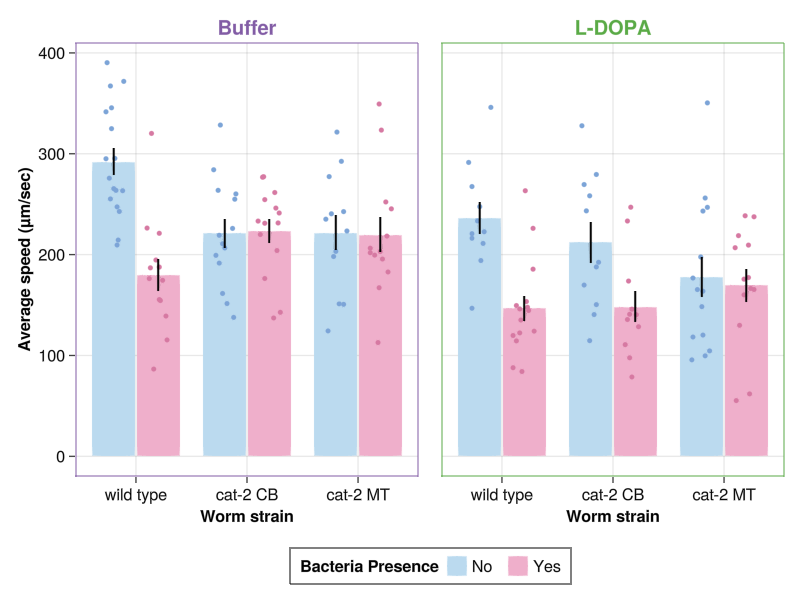 Buffer
L-DOPA
Average speed (µm/sec)
400
300
200
100
0
wild type cat-2 CB cat-2 MT
wild type cat-2 CB cat-2 MT
Worm strain
Worm strain
Bacteria Presence No Yes